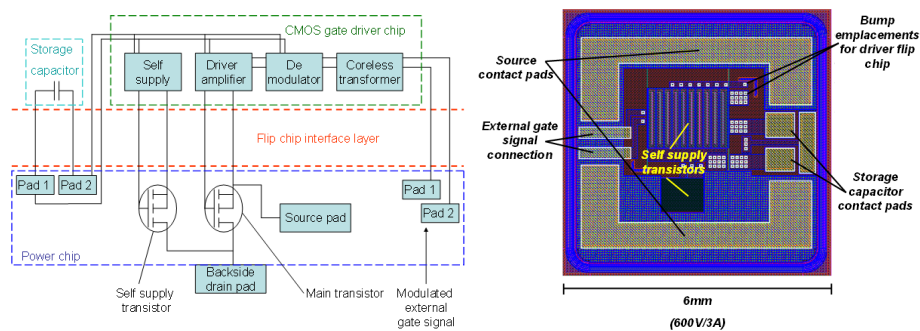 CMOS gate driver chip
Storage
capacitor
Self
supply
Driver
amplifier
De
modulator
Coreless
transformer
Flip chip interface layer
Pad 1
Pad 2
Pad 1
Pad 2
Source pad
Power chip
Backside
drain pad
Self supply
transistor
Main transistor
Modulated
external
gate signal
Source
contact pads
Bump
emplacements
for driver flip
chip
External gate
signal
connection
Self supply
transistors
Storage
capacitor
contact pads
6mm
(600V/3A)